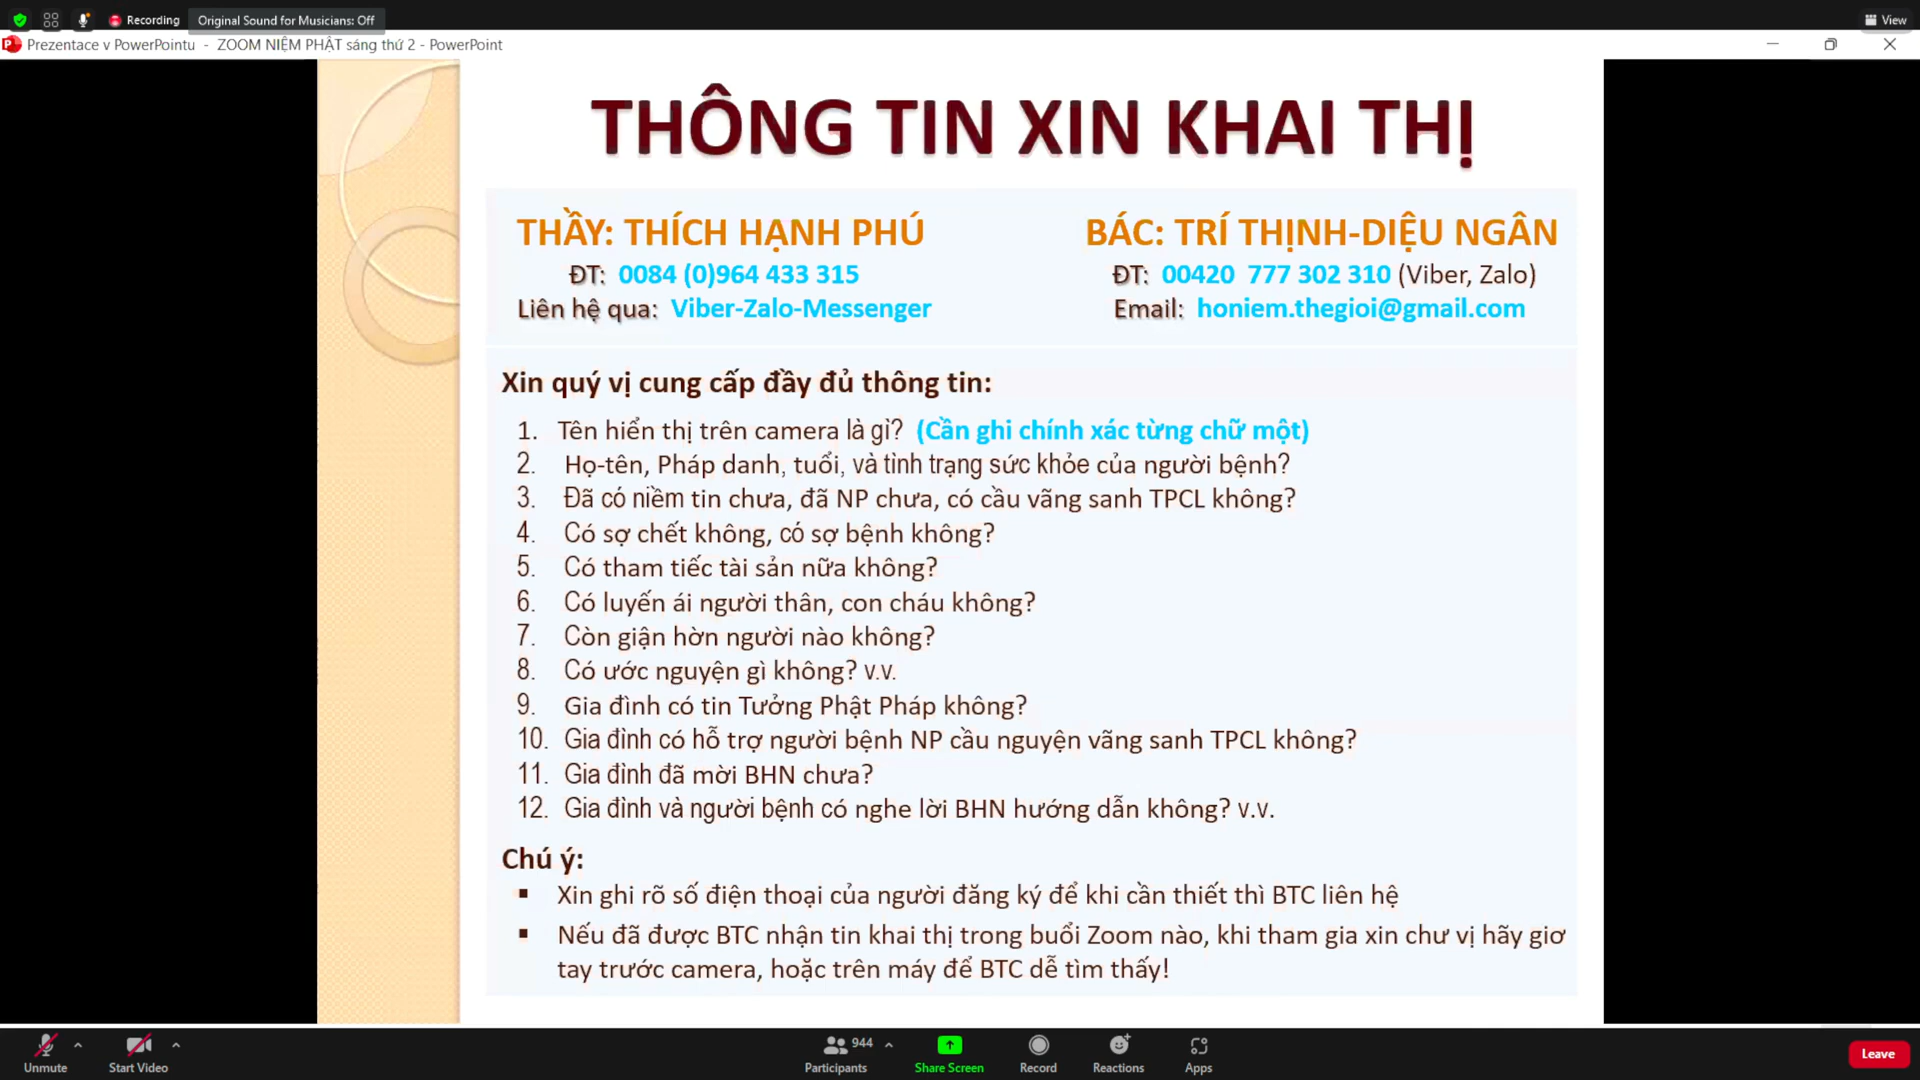 Recording
Original Sound for Musicians: Off
View
Prezentace v PowerPointu - ZOOM NIỆM PHẬT sáng thứ 2 - PowerPoint
THÔNG TIN XIN KHAI THỊ
THẦY: THÍCH HẠNH PHÚ
ĐT: 0084 (0)964 433 315
Liên hệ qua: Viber-Zalo-Messenger
BÁC: TRÍ THỊNH-DIỆU NGÂN
ĐT: 00420 777 302 310 (Viber, Zalo)
Email: honiem.thegioi@gmail.com
Xin quý vị cung cấp đầy đủ thông tin:
1. Tên hiển thị trên camera là gì? (Cần ghi chính xác từng chữ một)
2. Họ-tên, Pháp danh, tuổi, và tình trạng sức khỏe của người bệnh?
3. Đã có niềm tin chưa, đã NP chưa, có cầu vãng sanh TPCL không?
4. Có sợ chết không, có sợ bệnh không?
5. Có tham tiếc tài sản nữa không?
6. Có luyến ái người thân, con cháu không?
7. Còn giận hờn người nào không?
8. Có ước nguyện gì không? v.v.
9. Gia đình có tin Tưởng Phật Pháp không?
10. Gia đình có hỗ trợ người bệnh NP cầu nguyện vãng sanh TPCL không?
11. Gia đình đã mời BHN chưa?
12. Gia đình và người bệnh có nghe lời BHN hướng dẫn không? v.v.
Chú ý:
▪ Xin ghi rõ số điện thoại của người đăng ký để khi cần thiết thì BTC liên hệ
▪ Nếu đã được BTC nhận tin khai thị trong buổi Zoom nào, khi tham gia xin chư vị hãy giơ
tay trước camera, hoặc trên máy để BTC dễ tìm thấy!
Unmute
Start Video
944
Participants
Share Screen
Record
Reactions
Apps
Leave